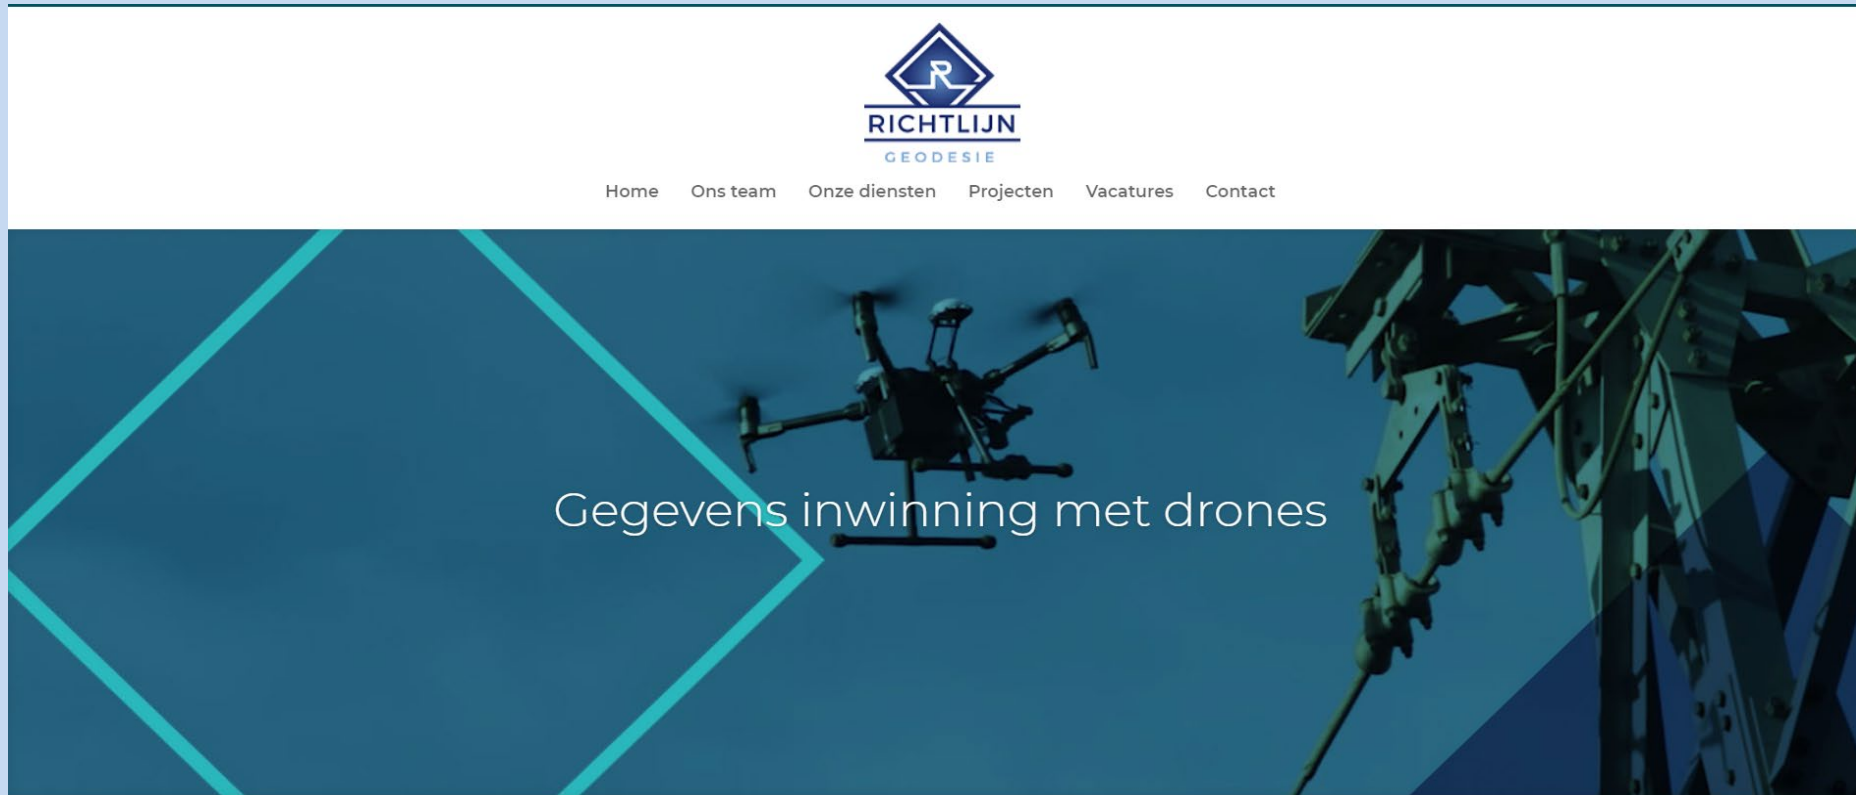 R
RICHTLIJN
GEODESIE
Home Ons team Onze diensten Projecten Vacatures Contact
Gegevens inwinning met drones